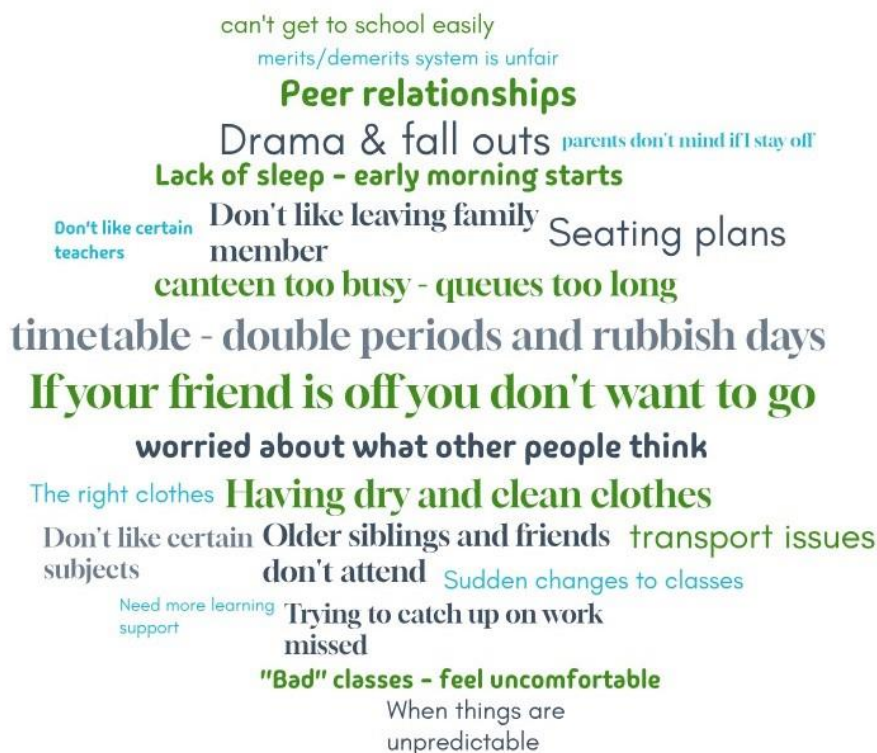 can't get to school easily
merits/demerits system is unfair
Peer relationships
Drama & fall outs
parents don't mind if I stay off
Lack of sleep - early morning starts
Don't like certain
teachers
Don't like leaving family
member
Seating plans
canteen too busy - queues too long
timetable - double periods and rubbish days
If your friend is off you don't want to go
worried about what other people think
The right clothes
Having dry and clean clothes
Don't like certain
subjects
Older siblings and friends
don't attend
transport issues
Sudden changes to classes
Need more learning
support
Trying to catch up on work
missed
"Bad" classes - feel uncomfortable
When things are
unpredictable